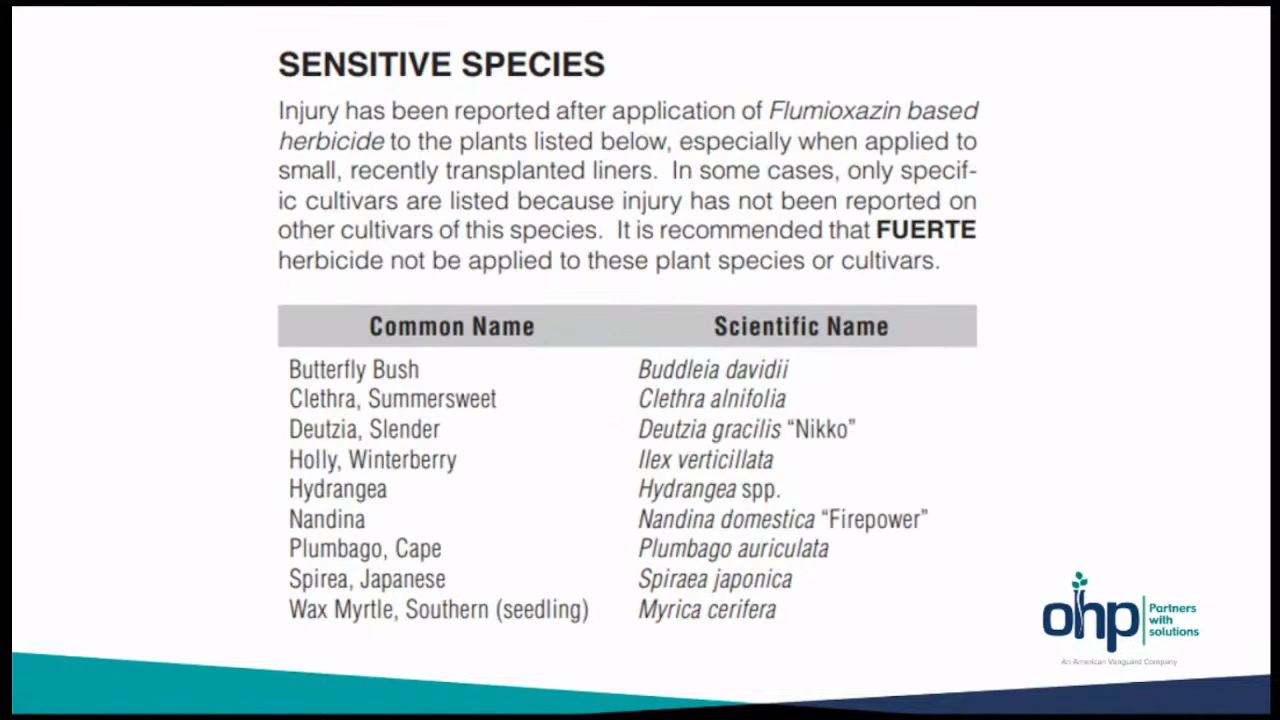 SENSITIVE SPECIES
Injury has been reported after application of Flumioxazin based
herbicide to the plants listed below, especially when applied to
small, recently transplanted liners. In some cases, only specif-
ic cultivars are listed because injury has not been reported on
other cultivars of this species. It is recommended that FUERTE
herbicide not be applied to these plant species or cultivars.
Common Name Scientific Name
Butterfly Bush Buddleia davidii
Clethra, Summersweet Clethra alnifolia
Deutzia, Slender Deutzia gracilis “Nikko”
Holly, Winterberry Ilex verticillata
Hydrangea Hydrangea spp.
Nandina Nandina domestica “Firepower”
Plumbago, Cape Plumbago auriculata
Spirea, Japanese Spiraea japonica
Wax Myrtle, Southern (seedling) Myrica cerifera
ohp
Partners
with
solutions
An American Vanguard Company